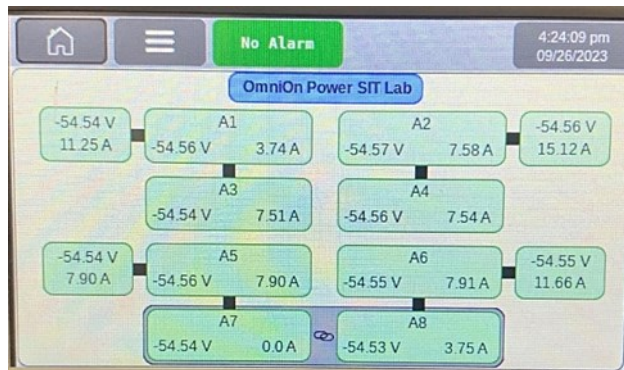 No Alarm
4:24:09 pm
09/26/2023
OmniOn Power SIT Lab
-54.54 V
11.25 A
A1
-54.56 V 3.74 A
A2
-54.57 V 7.58 A
-54.56 V
15.12 A
A3
-54.54 V 7.51 A
A4
-54.56 V 7.54 A
-54.54 V
7.90 A
A5
-54.56 V 7.90 A
A6
-54.55 V 7.91 A
-54.55 V
11.66 A
A7
-54.54 V 0.0 A
A8
-54.53 V 3.75 A